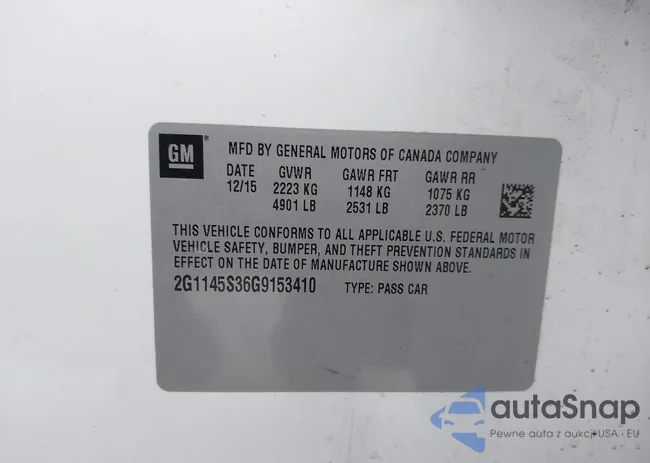 GM
MFD BY GENERAL MOTORS OF CANADA COMPANY
DATE GVWR GAWR FRT GAWR RR
12/15 2223 KG 1148 KG 1075 KG
4901 LB 2531 LB 2370 LB
THIS VEHICLE CONFORMS TO ALL APPLICABLE U.S. FEDERAL MOTOR
VEHICLE SAFETY, BUMPER, AND THEFT PREVENTION STANDARDS IN
EFFECT ON THE DATE OF MANUFACTURE SHOWN ABOVE.
2G1145S36G9153410 TYPE: PASS CAR
autaSnap
Pewne auta z aukcji USA i EU